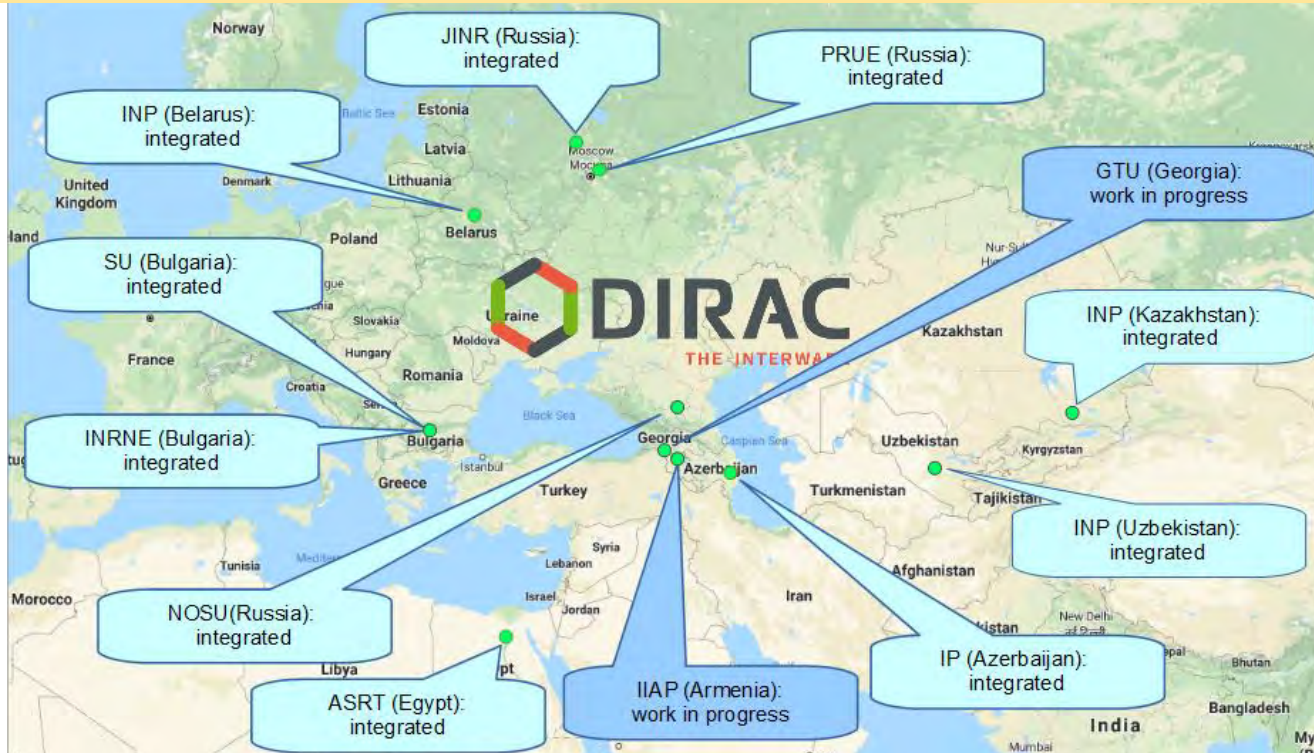 Norway
JINR (Russia):
integrated
PRUE (Russia):
integrated
INP (Belarus):
integrated
Baltic Sea
Estonia
Latvia
Lithuania
Moscow
Denmark
United
Kingdom
GTU (Georgia):
work in progress
Poland
Belarus
SU (Bulgaria):
integrated
DIRAC
Slovakia
Moldova
Hungary
France
Croatia
Romania
Kazakhstan
INP (Kazakhstan):
integrated
INRNE (Bulgaria):
integrated
Bulgaria
Black Sea
Georgia
Caspian Sea
Uzbekistan
Kyrgyzstan
Istanbul
Greece
Turkey
Azerbaijan
Turkmenistan
Tajikistan
INP (Uzbekistan):
integrated
Tunisia
Syria
Lebanon
Afghanistan
Morocco
Israel
Jordan
Iran
New Delhi
NOSU(Russia):
integrated
Libya
ASRT (Egypt):
integrated
IIAP (Armenia):
work in progress
IP (Azerbaijan):
integrated
Bhutan
Bangladesh
India
Mumbai